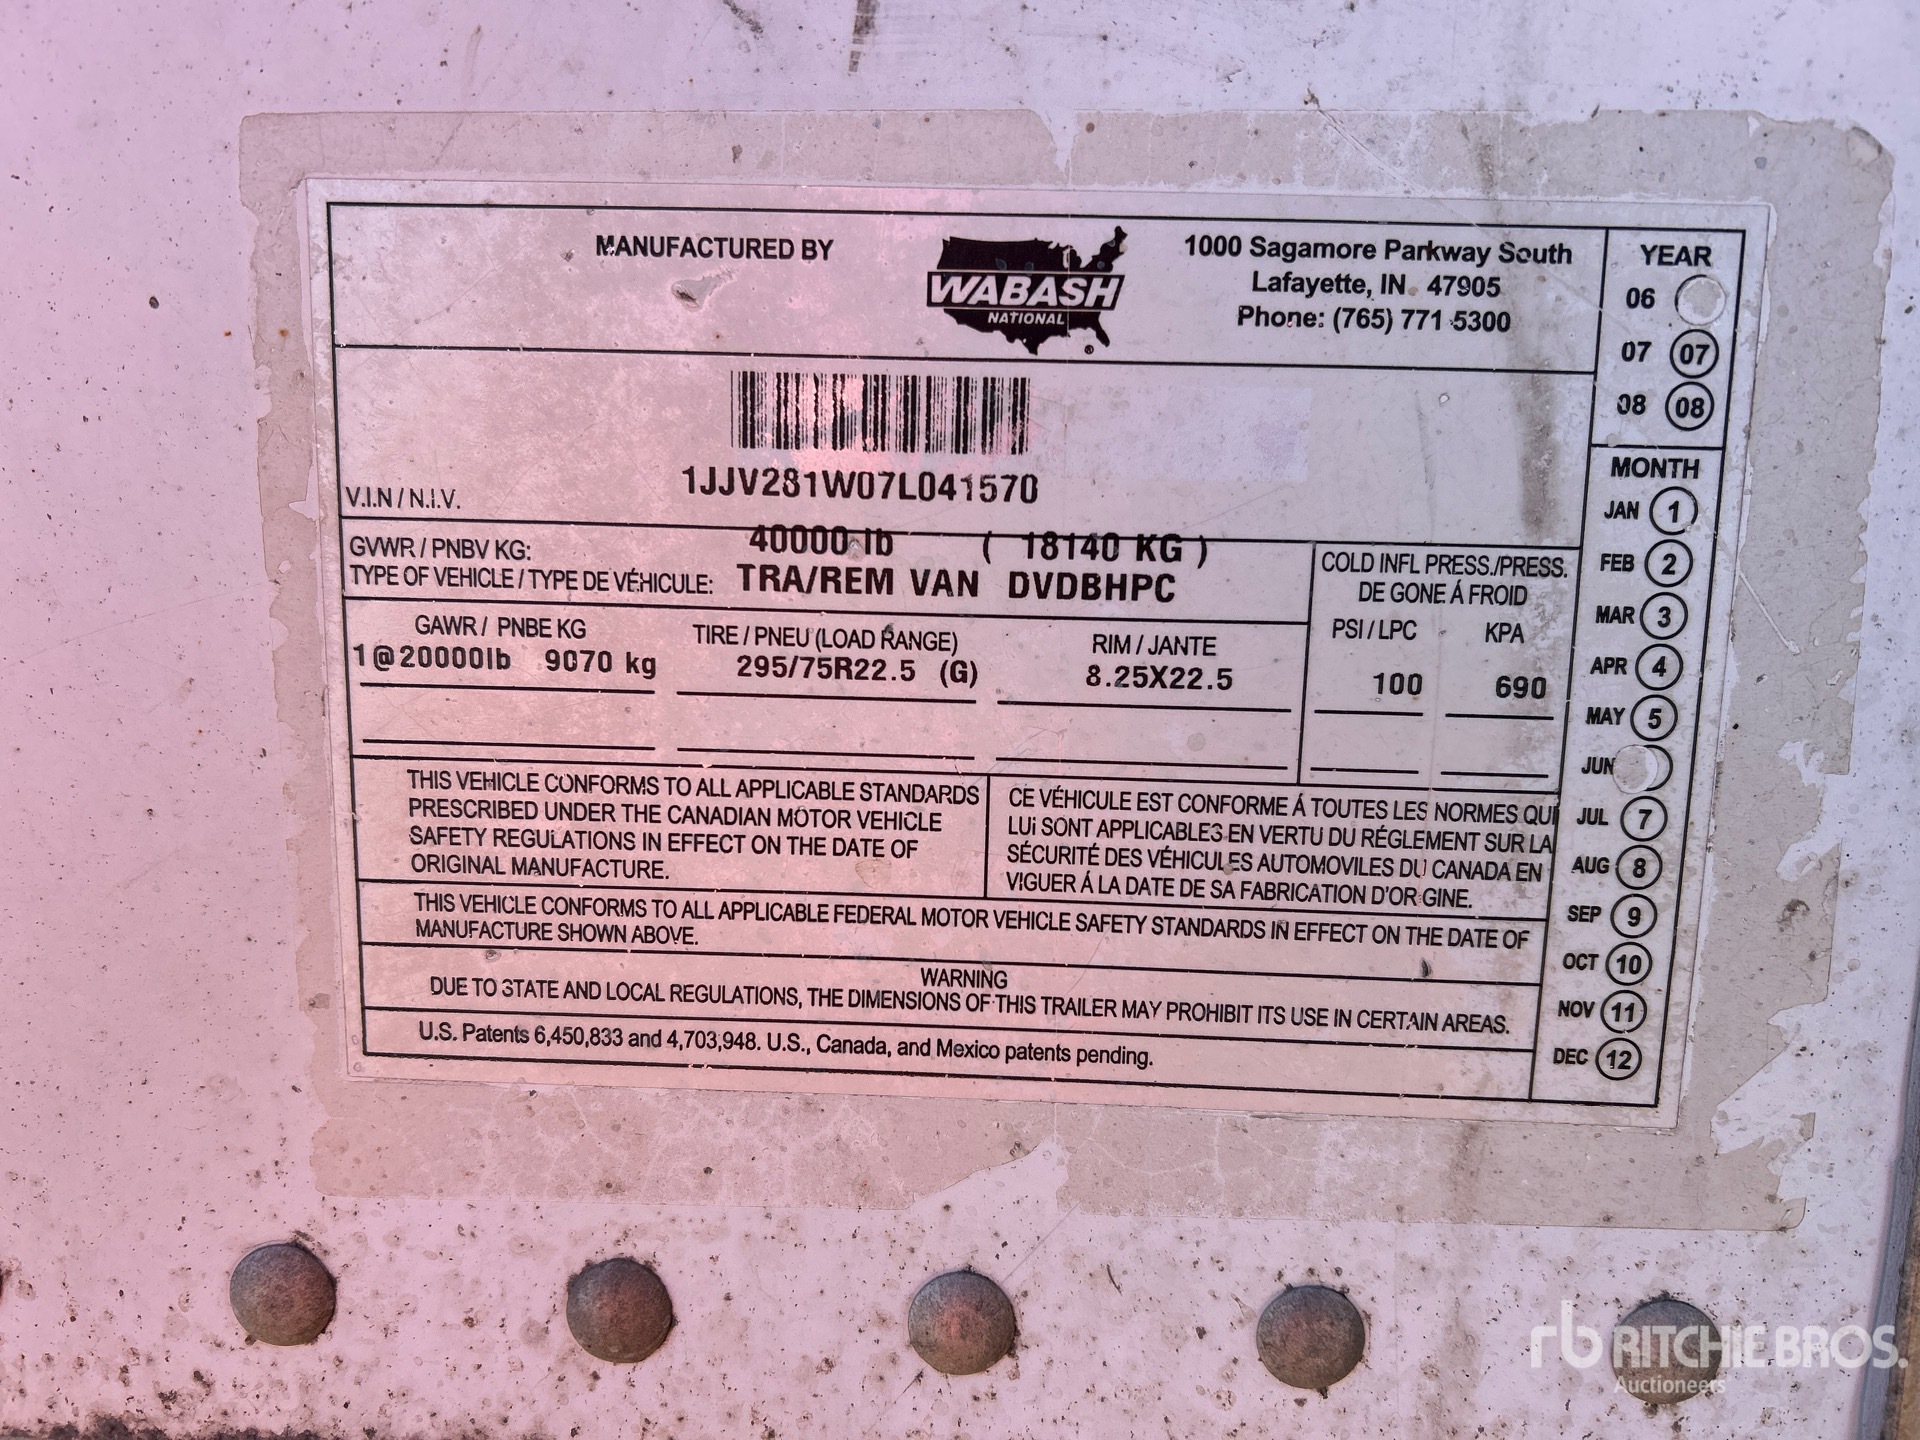 MANUFACTURED BY
WABASH
NATIONAL
®
1000 Sagamore Parkway South
Lafayette, IN 47905
Phone: (765) 771 5300
1JJV281W07L041570
V.I.N / N.I.V.
GVWR / PNBV KG: 40000 lb ( 18140 KG )
TYPE OF VEHICLE / TYPE DE VÉHICULE: TRA/REM VAN DVDBHPC
GAWR / PNBE KG TIRE / PNEU (LOAD RANGE) RIM / JANTE
1@20000lb 9070 kg 295/75R22.5 (G) 8.25X22.5
COLD INFL PRESS./PRESS.
DE GONE Á FROID
PSI / LPC KPA
100 690
THIS VEHICLE CONFORMS TO ALL APPLICABLE STANDARDS
PRESCRIBED UNDER THE CANADIAN MOTOR VEHICLE
SAFETY REGULATIONS IN EFFECT ON THE DATE OF
ORIGINAL MANUFACTURE.
CE VÉHICULE EST CONFORME Á TOUTES LES NORMES QUI
LUI SONT APPLICABLES EN VERTU DU RÉGLEMENT SUR LA
SÉCURITÉ DES VÉHICULES AUTOMOVILES DU CANADA EN
VIGUER Á LA DATE DE SA FABRICATION D'ORIGINE.
THIS VEHICLE CONFORMS TO ALL APPLICABLE FEDERAL MOTOR VEHICLE SAFETY STANDARDS IN EFFECT ON THE DATE OF
MANUFACTURE SHOWN ABOVE.
WARNING
DUE TO STATE AND LOCAL REGULATIONS, THE DIMENSIONS OF THIS TRAILER MAY PROHIBIT ITS USE IN CERTAIN AREAS.
U.S. Patents 6,450,833 and 4,703,948. U.S., Canada, and Mexico patents pending.
YEAR
06
07 07
08 08
MONTH
JAN 1
FEB 2
MAR 3
APR 4
MAY 5
JUN
JUL 7
AUG 8
SEP 9
OCT 10
NOV 11
DEC 12
rb RITCHIE BROS.
Auctioneers